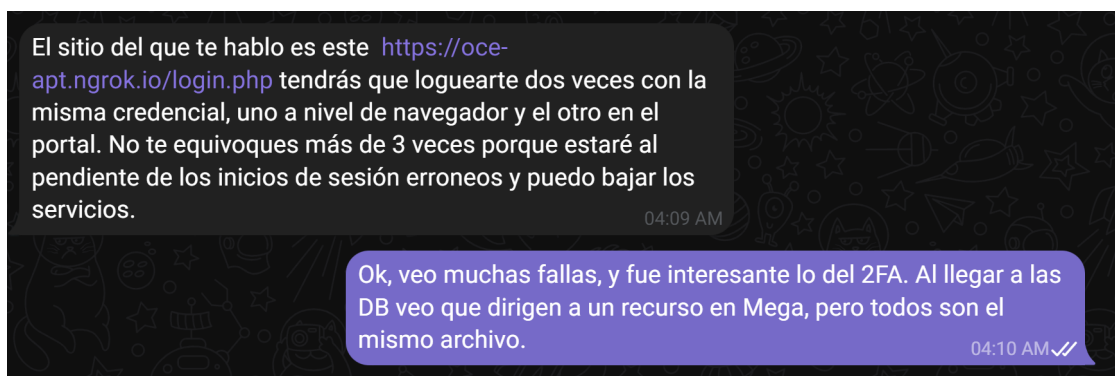 El sitio del que te hablo es este https://oce-
apt.ngrok.io/login.php tendrás que loguearte dos veces con la
misma credencial, uno a nivel de navegador y el otro en el
portal. No te equivoques más de 3 veces porque estaré al
pendiente de los inicios de sesión erroneos y puedo bajar los
servicios.
04:09 AM
Ok, veo muchas fallas, y fue interesante lo del 2FA. Al llegar a las
DB veo que dirigen a un recurso en Mega, pero todos son el
mismo archivo.
04:10 AM